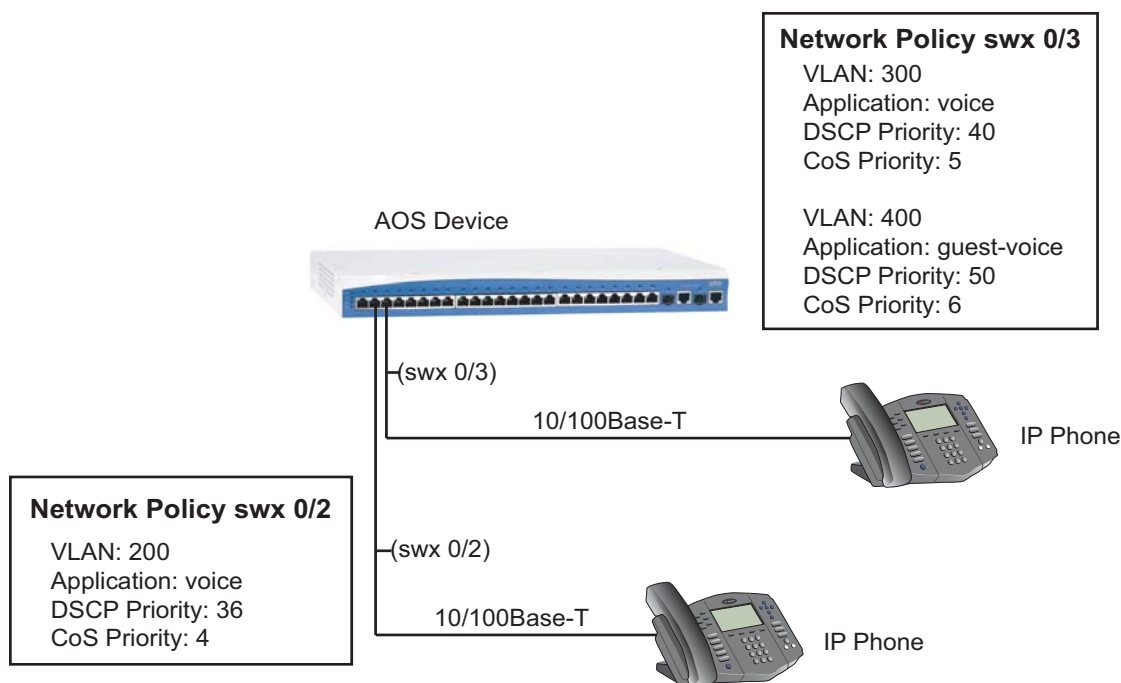 Network Policy swx 0/3
VLAN: 300
Application: voice
DSCP Priority: 40
CoS Priority: 5
VLAN: 400
Application: guest-voice
DSCP Priority: 50
CoS Priority: 6
AOS Device
(swx 0/3)
10/100Base-T
IP Phone
Network Policy swx 0/2
VLAN: 200
Application: voice
DSCP Priority: 36
CoS Priority: 4
(swx 0/2)
10/100Base-T
IP Phone